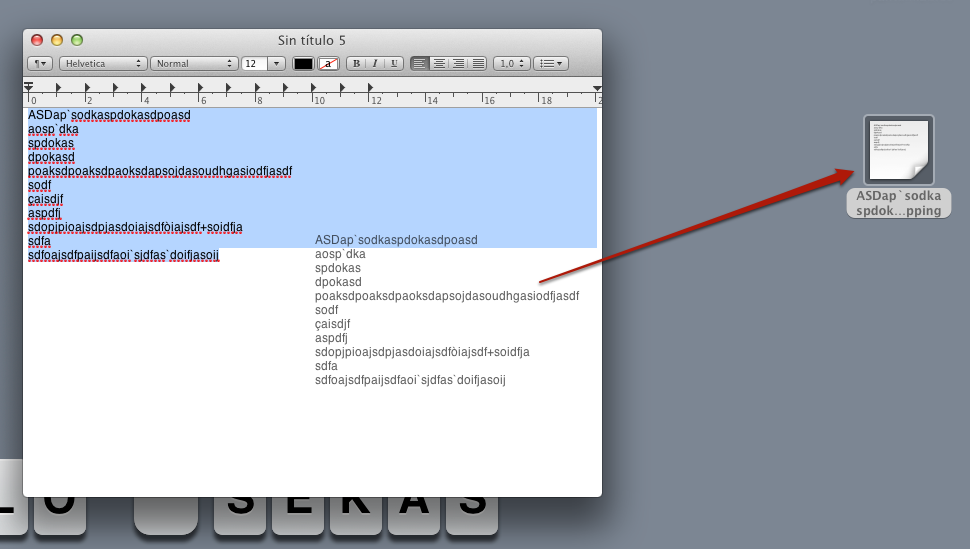 Sin título 5
Helvetica Normal 12 a B I U 1,0
0 2 4 6 8 10 12 14 16 18 2
ASDap`sodkaspdokasdpoasd
aosp`dka
spdokas
dpokasd
poaksdpoaksdpaoksdapsojdasoudhgasiodfjasdf
sodf
çaisdjf
aspdfj
sdopjpioajsdpjasdoiajsdfòiajsdf+soidfja
sdfa
sdfoajsdfpaijsdfaoi`sjdfas`doifjasoij
ASDap`sodkaspdokasdpoasd
aosp`dka
spdokas
dpokasd
poaksdpoaksdpaoksdapsojdasoudhgasiodfjasdf
sodf
çaisdjf
aspdfj
sdopjpioajsdpjasdoiajsdfòiajsdf+soidfja
sdfa
sdfoajsdfpaijsdfaoi`sjdfas`doifjasoij
ASDap`sodka
spdok...pping
L O S E K A S